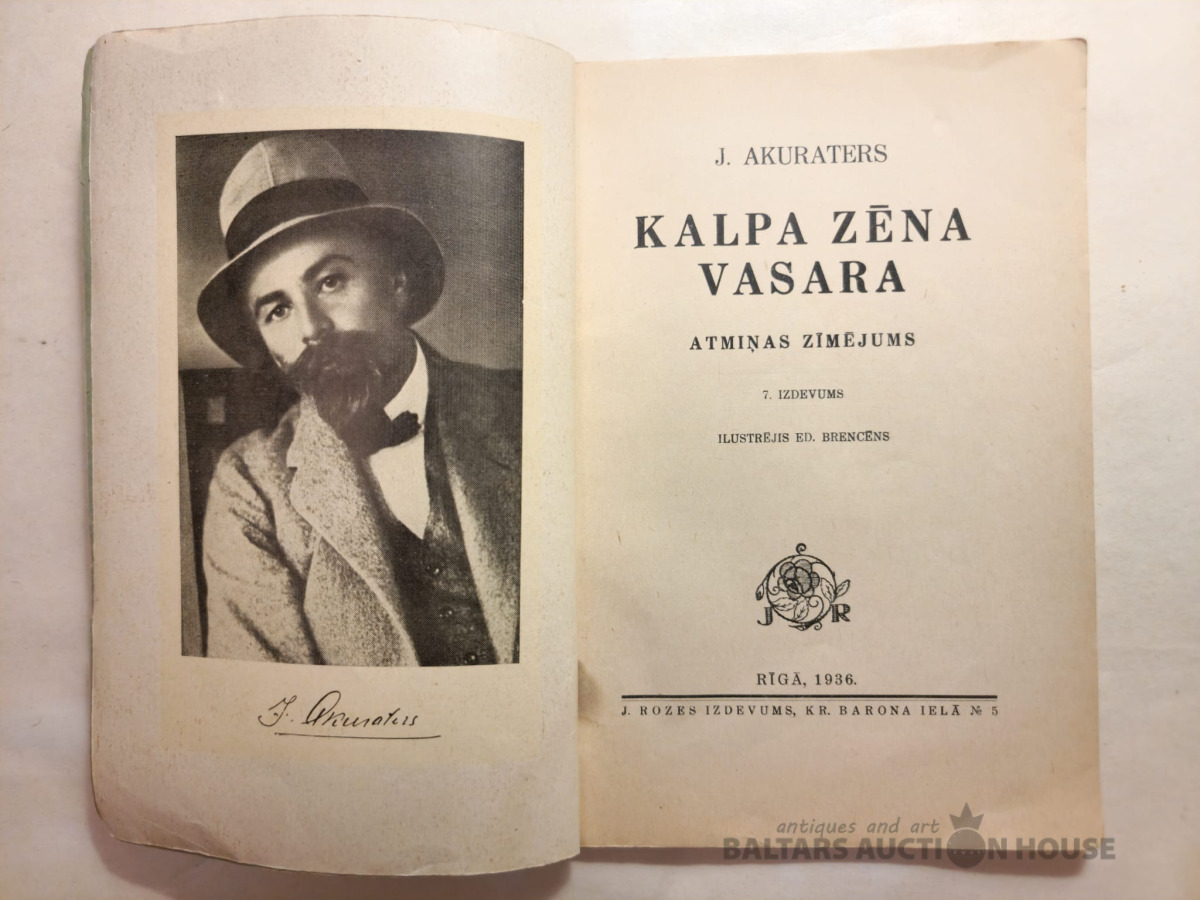 J. Akuraters
J. AKURATERS
KALPA ZĒNA
VASARA
ATMIŅAS ZĪMĒJUMS
7. IZDEVUMS
ILUSTRĒJIS ED. BRENCĒNS
J R
RĪGĀ, 1936.
J. ROZES IZDEVUMS, KR. BARONA IELĀ № 5
antiques and art
BALTARS AUCTION HOUSE